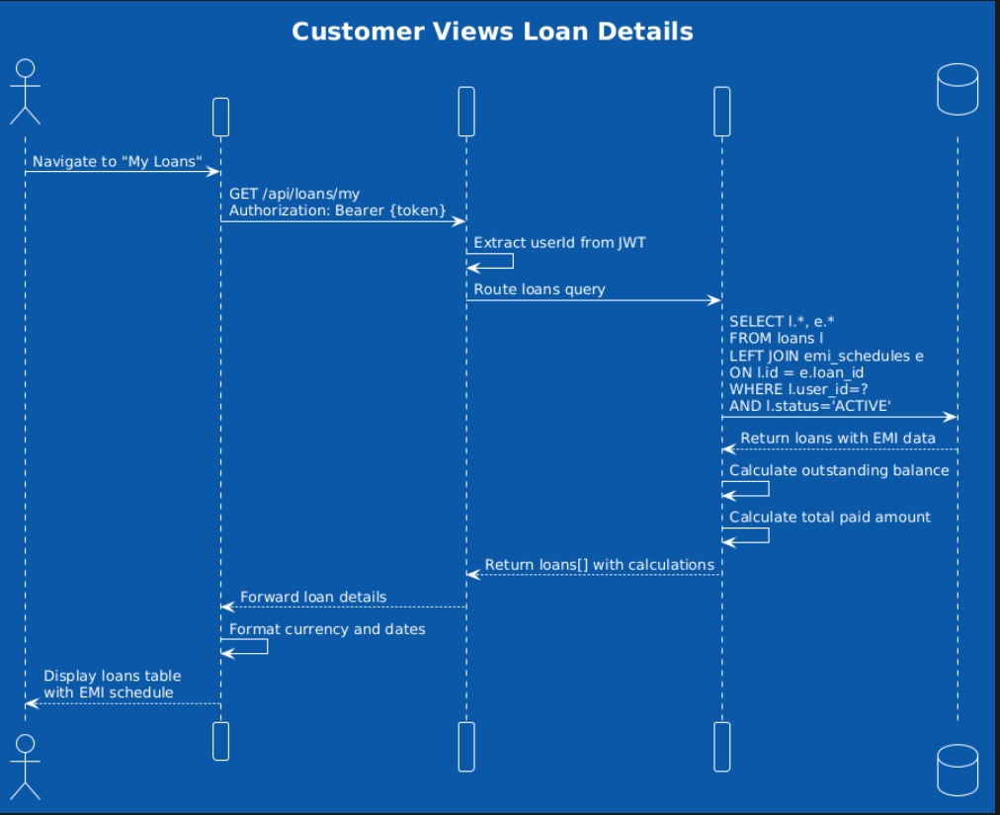 Customer Views Loan Details
Navigate to "My Loans"
GET /api/loans/my
Authorization: Bearer {token}
Extract userId from JWT
Route loans query
SELECT l.*, e.*
FROM loans l
LEFT JOIN emi_schedules e
ON l.id = e.loan_id
WHERE l.user_id=?
AND l.status='ACTIVE'
Return loans with EMI data
Calculate outstanding balance
Calculate total paid amount
Return loans[] with calculations
Forward loan details
Format currency and dates
Display loans table
with EMI schedule